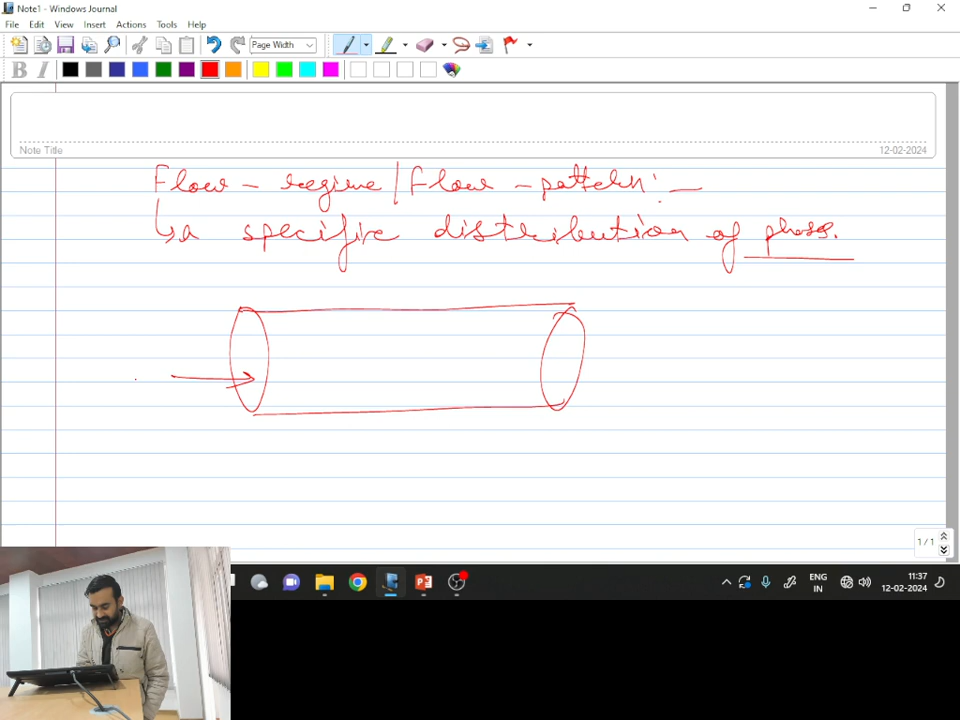 Note1 - Windows Journal
File Edit View Insert Actions Tools Help
Page Width
B I
Note Title
12-02-2024
Flow - regime / Flow - pattern : -
↳ a specific distribution of phases.
1 / 1
ENG
IN
11:37
12-02-2024